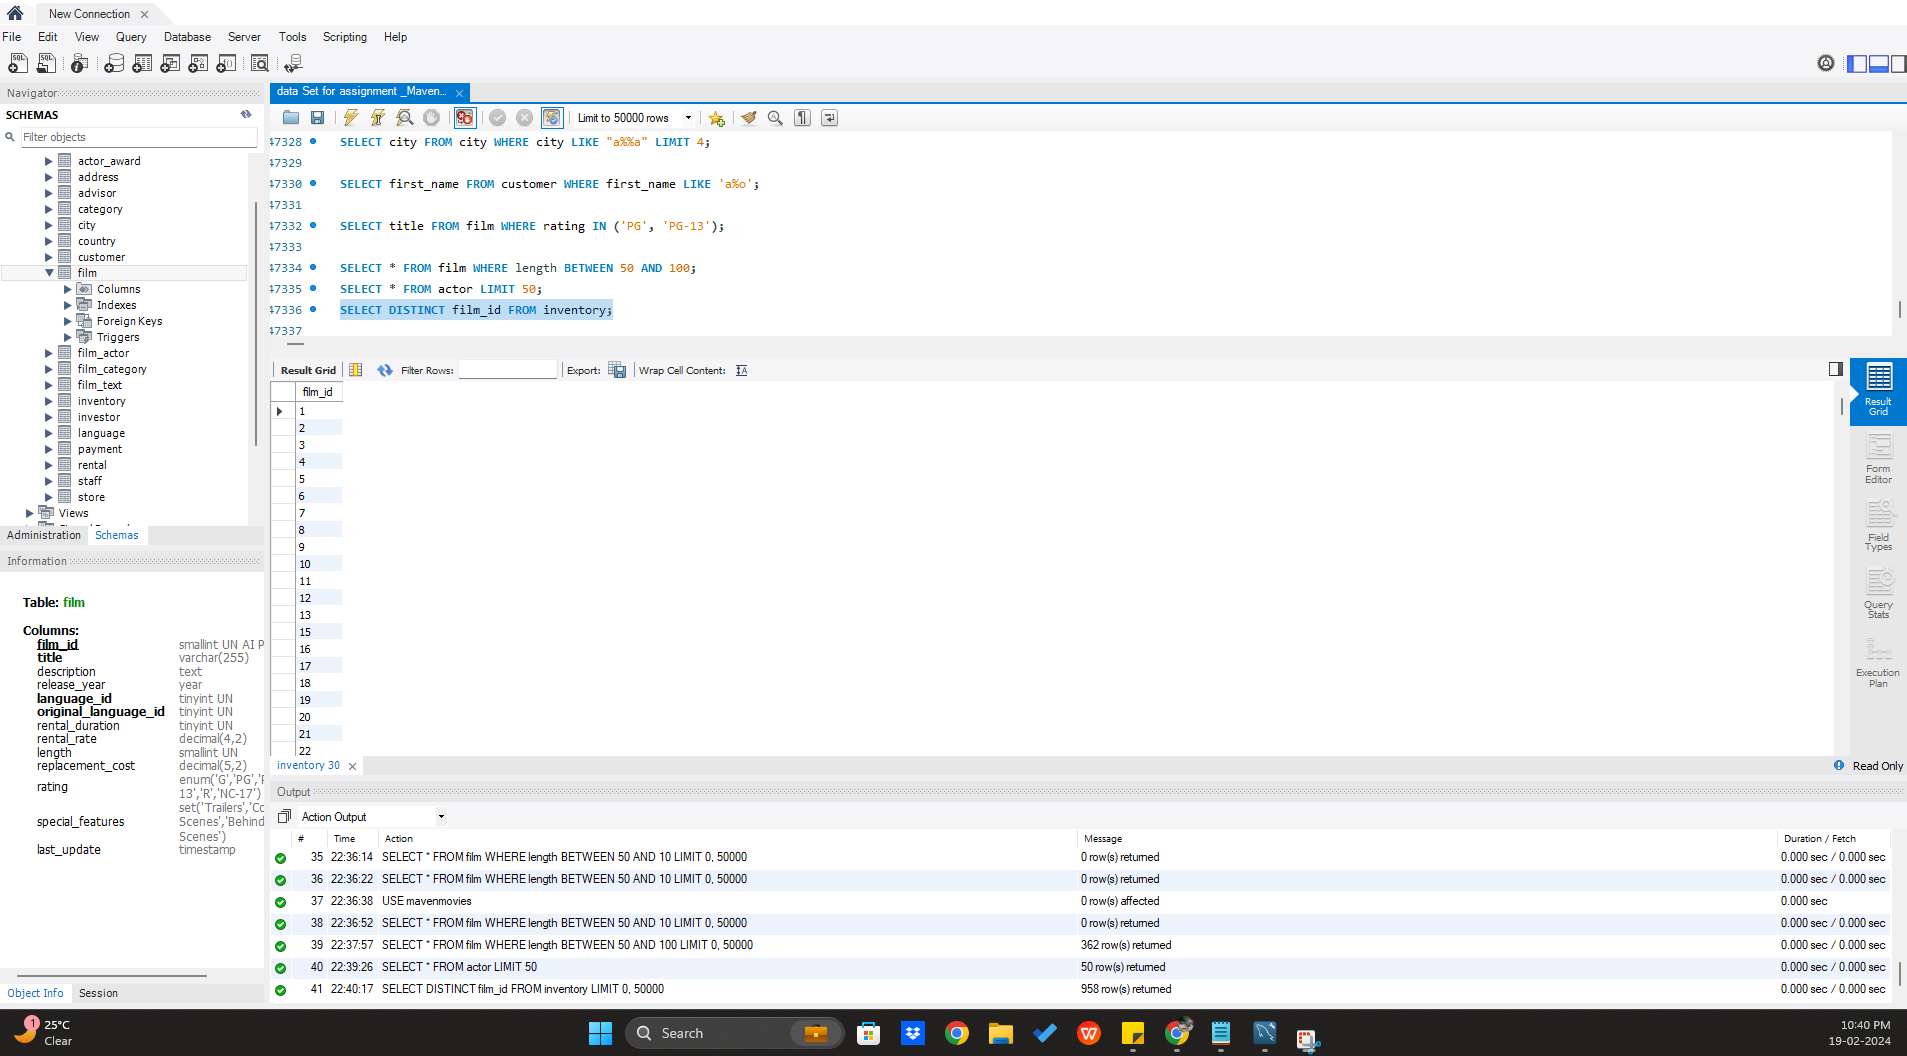 New Connection
File Edit View Query Database Server Tools Scripting Help
Navigator
SCHEMAS
Filter objects
actor_award
address
advisor
category
city
country
customer
film
Columns
Indexes
Foreign Keys
Triggers
film_actor
film_category
film_text
inventory
investor
language
payment
rental
staff
store
Views
Administration Schemas
Information
Table: film
Columns:
film_id smallint UN AI P
title varchar(255)
description text
release_year year
language_id tinyint UN
original_language_id tinyint UN
rental_duration tinyint UN
rental_rate decimal(4,2)
length smallint UN
replacement_cost decimal(5,2)
rating enum('G','PG','P
13','R','NC-17')
special_features set('Trailers','Co
Scenes','Behind
Scenes')
last_update timestamp
Object Info Session
data Set for assignment _Maven...
Limit to 50000 rows
47328 SELECT city FROM city WHERE city LIKE "a%%a" LIMIT 4;
47329
47330 SELECT first_name FROM customer WHERE first_name LIKE 'a%o';
47331
47332 SELECT title FROM film WHERE rating IN ('PG', 'PG-13');
47333
47334 SELECT * FROM film WHERE length BETWEEN 50 AND 100;
47335 SELECT * FROM actor LIMIT 50;
47336 SELECT DISTINCT film_id FROM inventory;
47337
Result Grid Filter Rows: Export: Wrap Cell Content:
film_id
1
2
3
4
5
6
7
8
9
10
11
12
13
15
16
17
18
19
20
21
22
Result
Grid
Form
Editor
Field
Types
Query
Stats
Execution
Plan
inventory 30
Read Only
Output
Action Output
# Time Action Message Duration / Fetch
35 22:36:14 SELECT * FROM film WHERE length BETWEEN 50 AND 10 LIMIT 0, 50000 0 row(s) returned 0.000 sec / 0.000 sec
36 22:36:22 SELECT * FROM film WHERE length BETWEEN 50 AND 10 LIMIT 0, 50000 0 row(s) returned 0.000 sec / 0.000 sec
37 22:36:38 USE mavenmovies 0 row(s) affected 0.000 sec
38 22:36:52 SELECT * FROM film WHERE length BETWEEN 50 AND 10 LIMIT 0, 50000 0 row(s) returned 0.000 sec / 0.000 sec
39 22:37:57 SELECT * FROM film WHERE length BETWEEN 50 AND 100 LIMIT 0, 50000 362 row(s) returned 0.000 sec / 0.000 sec
40 22:39:26 SELECT * FROM actor LIMIT 50 50 row(s) returned 0.000 sec / 0.000 sec
41 22:40:17 SELECT DISTINCT film_id FROM inventory LIMIT 0, 50000 958 row(s) returned 0.000 sec / 0.000 sec
1
25°C
Clear
Search
10:40 PM
19-02-2024